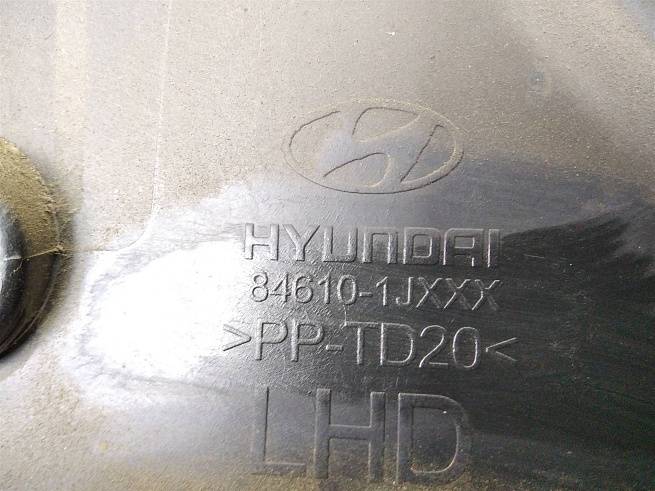 HYUNDAI
84610-1JXXX
>PP-TD20<
LHD